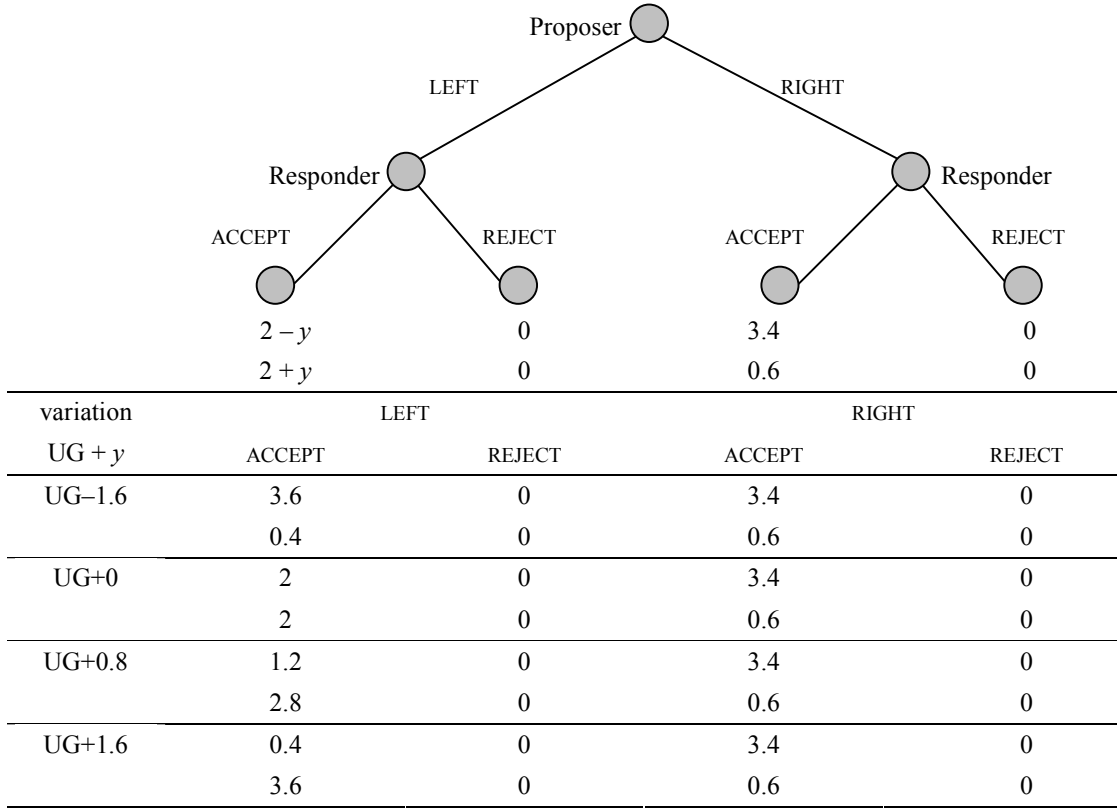 Proposer
LEFT RIGHT
Responder Responder
ACCEPT REJECT ACCEPT REJECT
2 – y 0 3.4 0
2 + y 0 0.6 0
variation LEFT RIGHT
UG + y ACCEPT REJECT ACCEPT REJECT
UG–1.6 3.6 0 3.4 0
0.4 0 0.6 0
UG+0 2 0 3.4 0
2 0 0.6 0
UG+0.8 1.2 0 3.4 0
2.8 0 0.6 0
UG+1.6 0.4 0 3.4 0
3.6 0 0.6 0